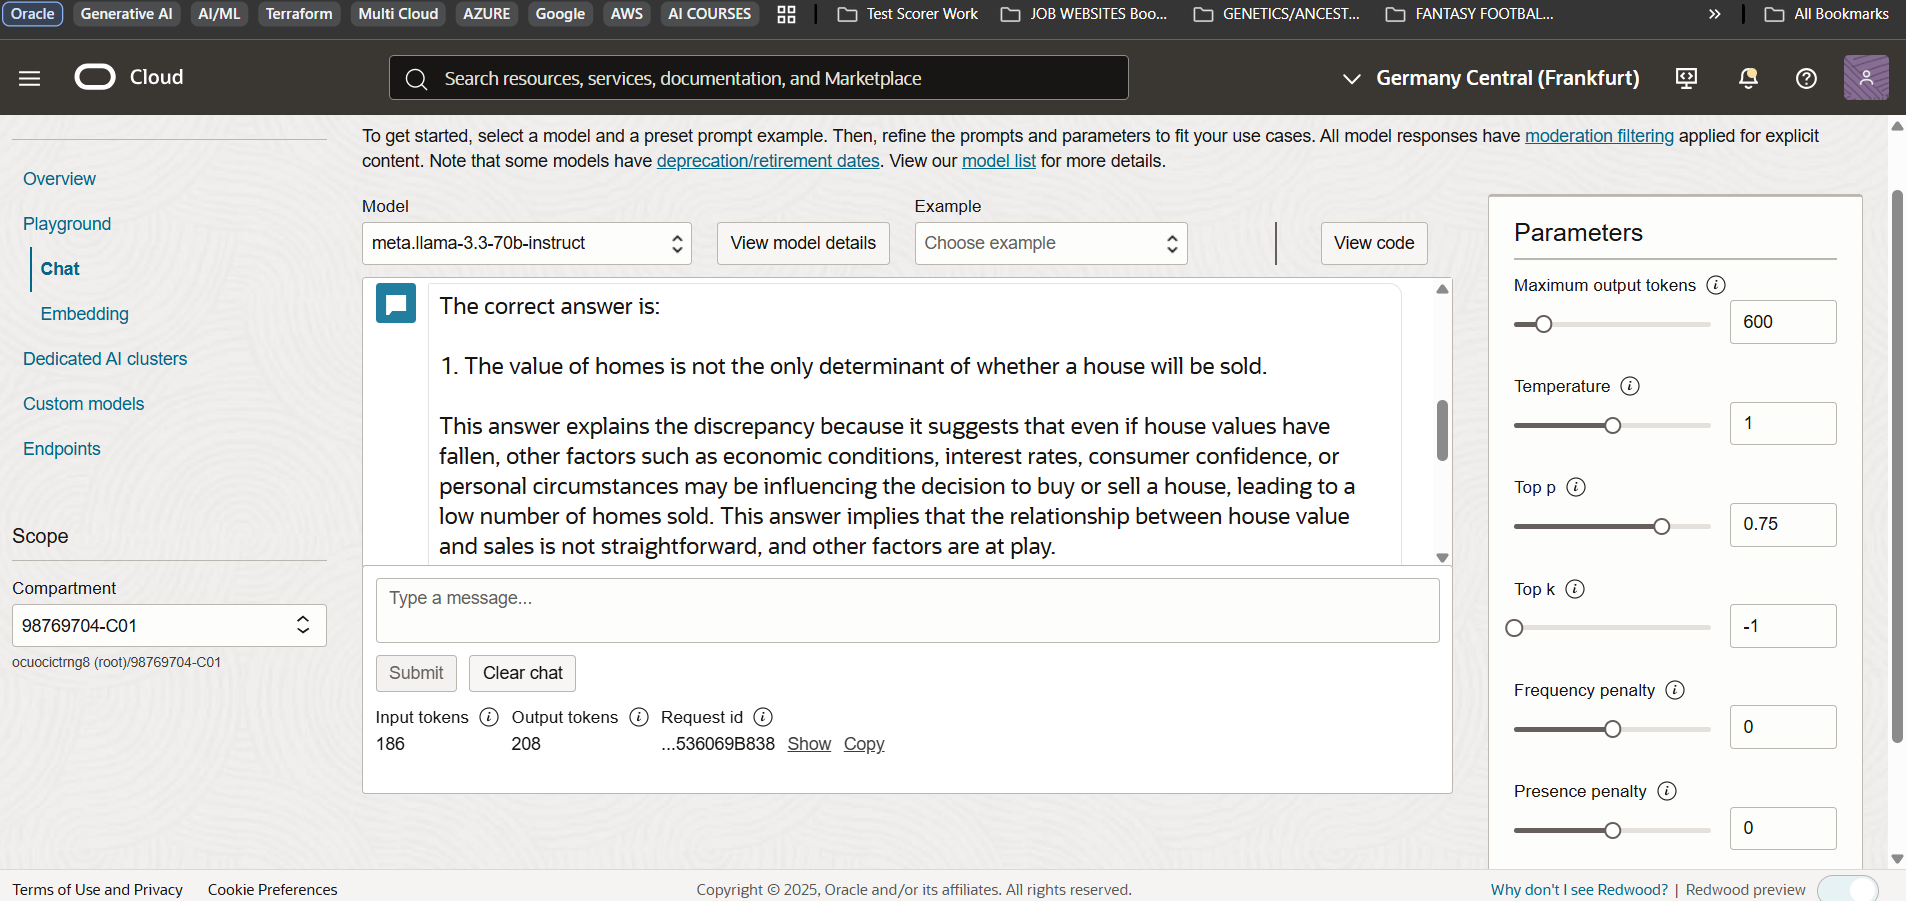 Oracle Generative AI AI/ML Terraform Multi Cloud AZURE Google AWS AI COURSES Test Scorer Work JOB WEBSITES Boo... GENETICS/ANCEST... FANTASY FOOTBAL... » All Bookmarks
Cloud Search resources, services, documentation, and Marketplace Germany Central (Frankfurt)
Overview
Playground
Chat
Embedding
Dedicated AI clusters
Custom models
Endpoints
Scope
Compartment
98769704-C01
ocuocictrng8 (root)/98769704-C01
To get started, select a model and a preset prompt example. Then, refine the prompts and parameters to fit your use cases. All model responses have moderation filtering applied for explicit
content. Note that some models have deprecation/retirement dates. View our model list for more details.
Model Example
meta.llama-3.3-70b-instruct View model details Choose example View code
The correct answer is:
1. The value of homes is not the only determinant of whether a house will be sold.
This answer explains the discrepancy because it suggests that even if house values have
fallen, other factors such as economic conditions, interest rates, consumer confidence, or
personal circumstances may be influencing the decision to buy or sell a house, leading to a
low number of homes sold. This answer implies that the relationship between house value
and sales is not straightforward, and other factors are at play.
Type a message...
Submit Clear chat
Input tokens Output tokens Request id
186 208 ...536069B838 Show Copy
Parameters
Maximum output tokens
600
Temperature
1
Top p
0.75
Top k
-1
Frequency penalty
0
Presence penalty
0
Terms of Use and Privacy Cookie Preferences Copyright © 2025, Oracle and/or its affiliates. All rights reserved. Why don't I see Redwood? | Redwood preview